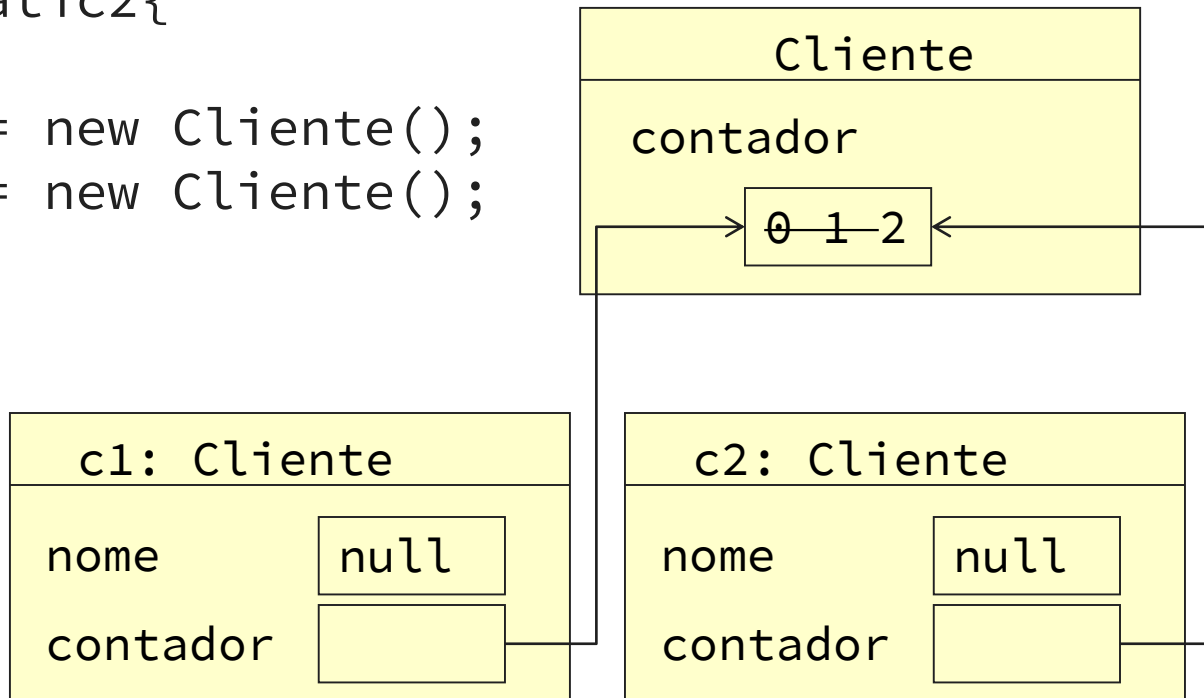 = new Cliente();
= new Cliente();
Cliente
contador
0 1 2
c1: Cliente
nome null
contador
c2: Cliente
nome null
contador